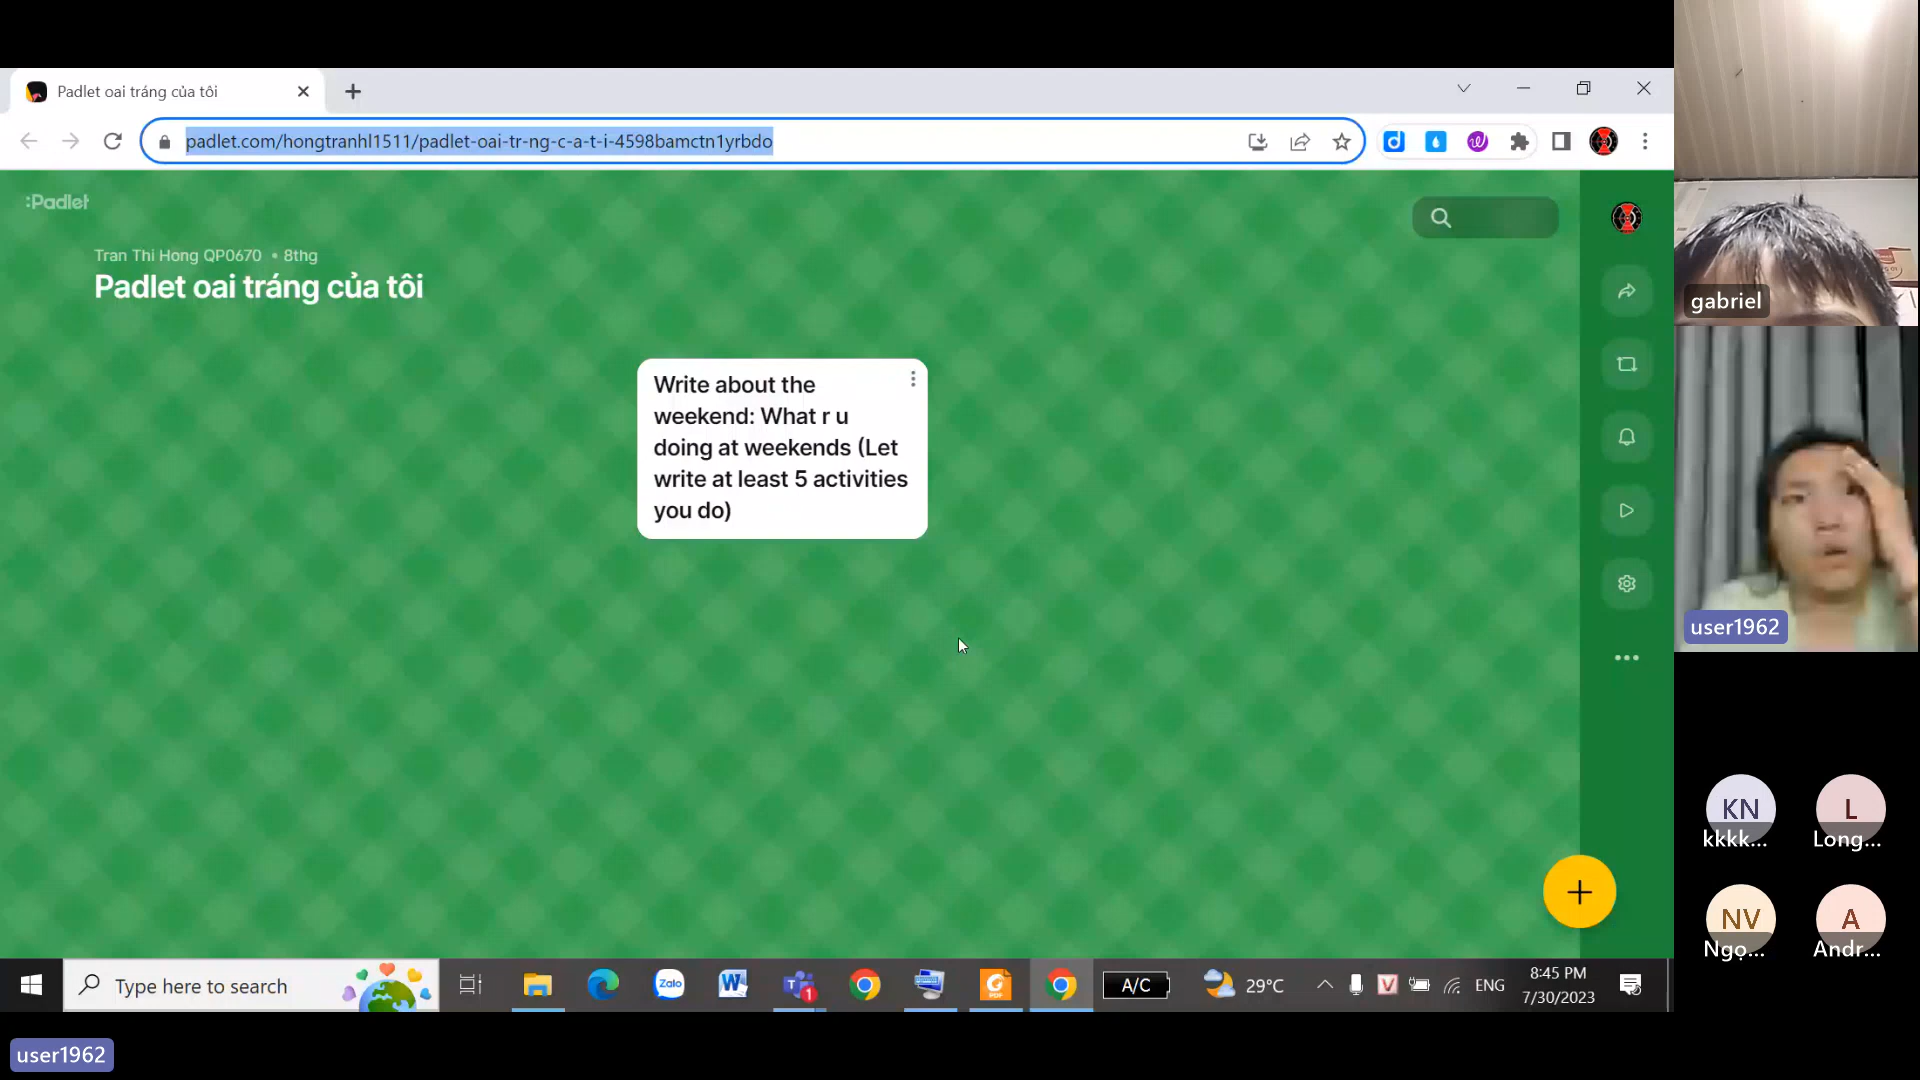 Padlet oai tráng của tôi
padlet.com/hongtranhl1511/padlet-oai-tr-ng-c-a-t-i-4598bamctn1yrbdo
:Padlet
Tran Thi Hong QP0670 • 8thg
Padlet oai tráng của tôi
Write about the
weekend: What r u
doing at weekends (Let
write at least 5 activities
you do)
gabriel
user1962
KN
kkkk...
L
Long...
NV
Ngọ...
A
Andr...
Type here to search
Zalo
A/C
29°C
ENG
8:45 PM
7/30/2023
user1962